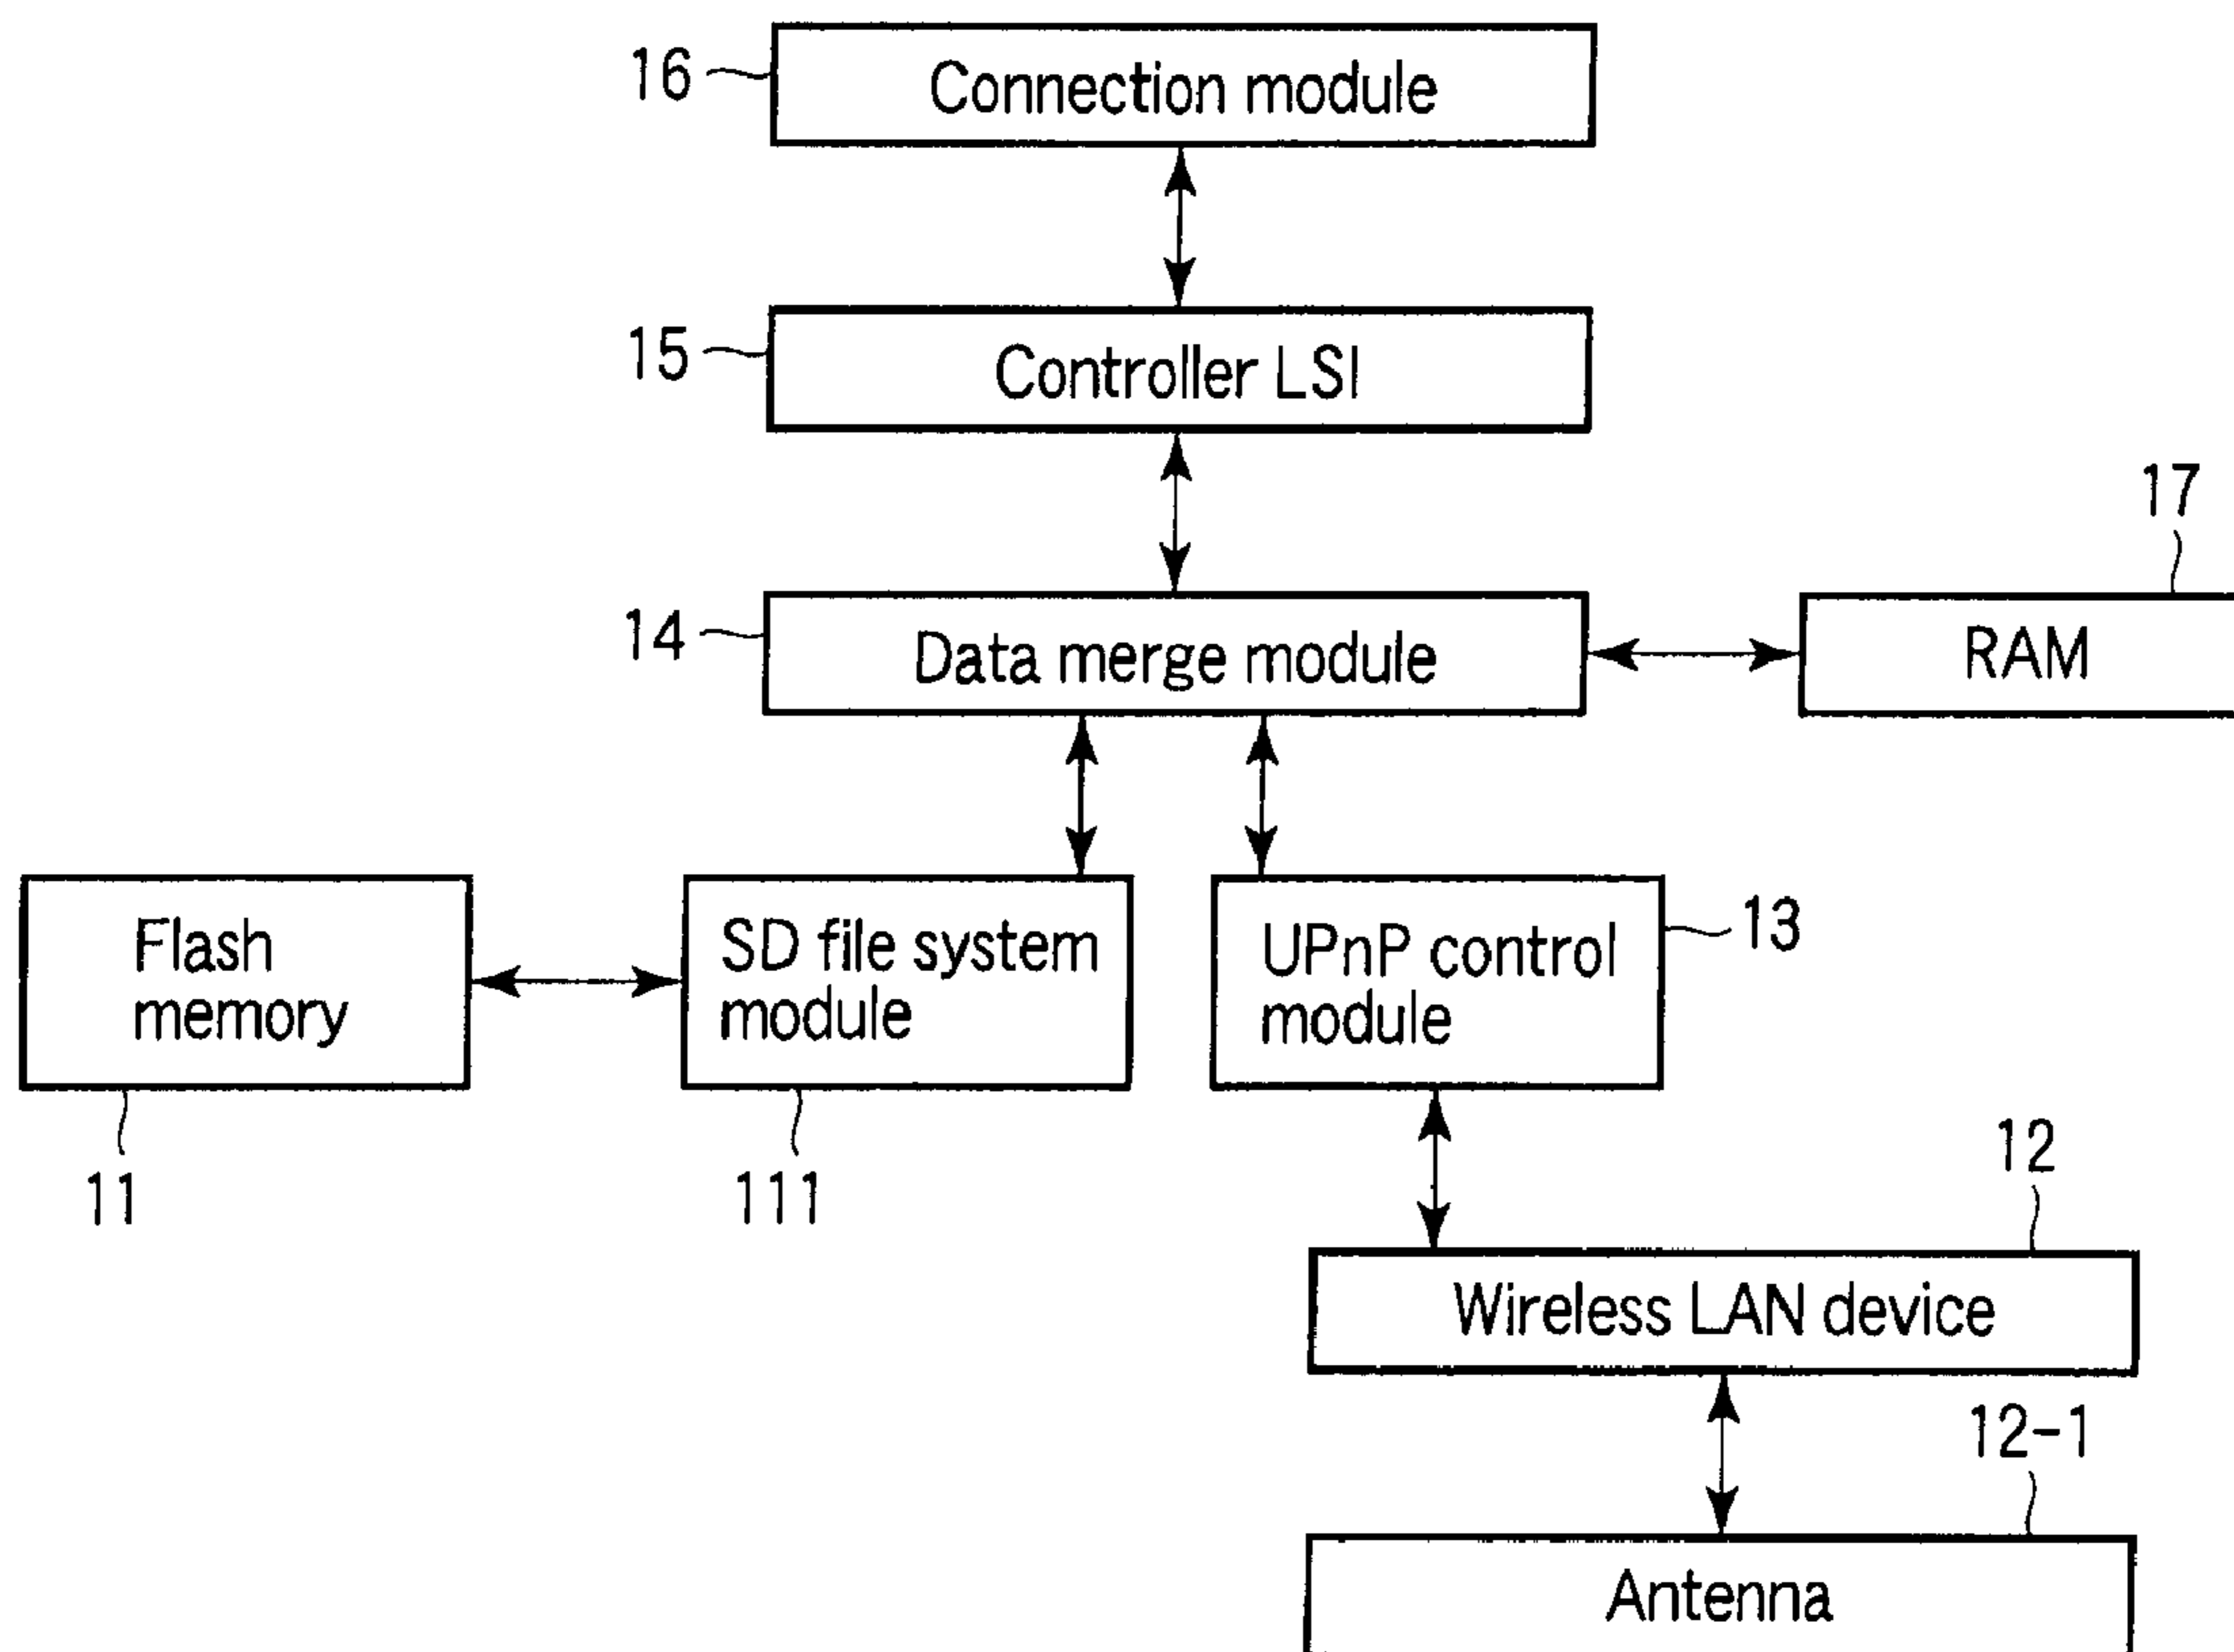 16
Connection module
15
Controller LSI
17
14
Data merge module
RAM
Flash
memory
SD file system
module
UPnP control
module
13
11
111
12
Wireless LAN device
12-1
Antenna